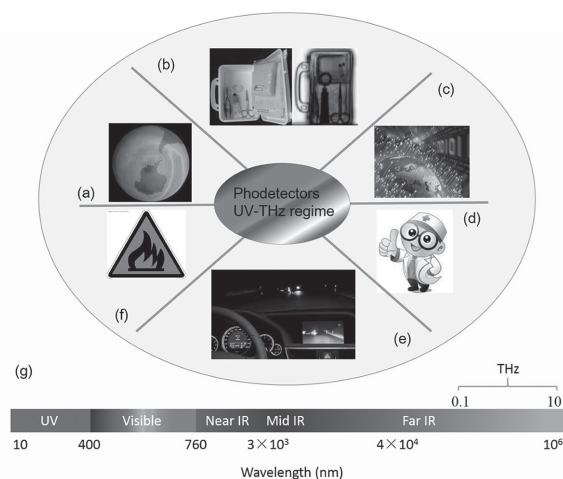 (b)
(c)
(a)
Phodetectors
UV-THz regime
(d)
(f)
(e)
(g)
THz
0.1 10
UV Visible Near IR Mid IR Far IR
10 400 760 3×10³ 4×10⁴ 10⁶
Wavelength (nm)